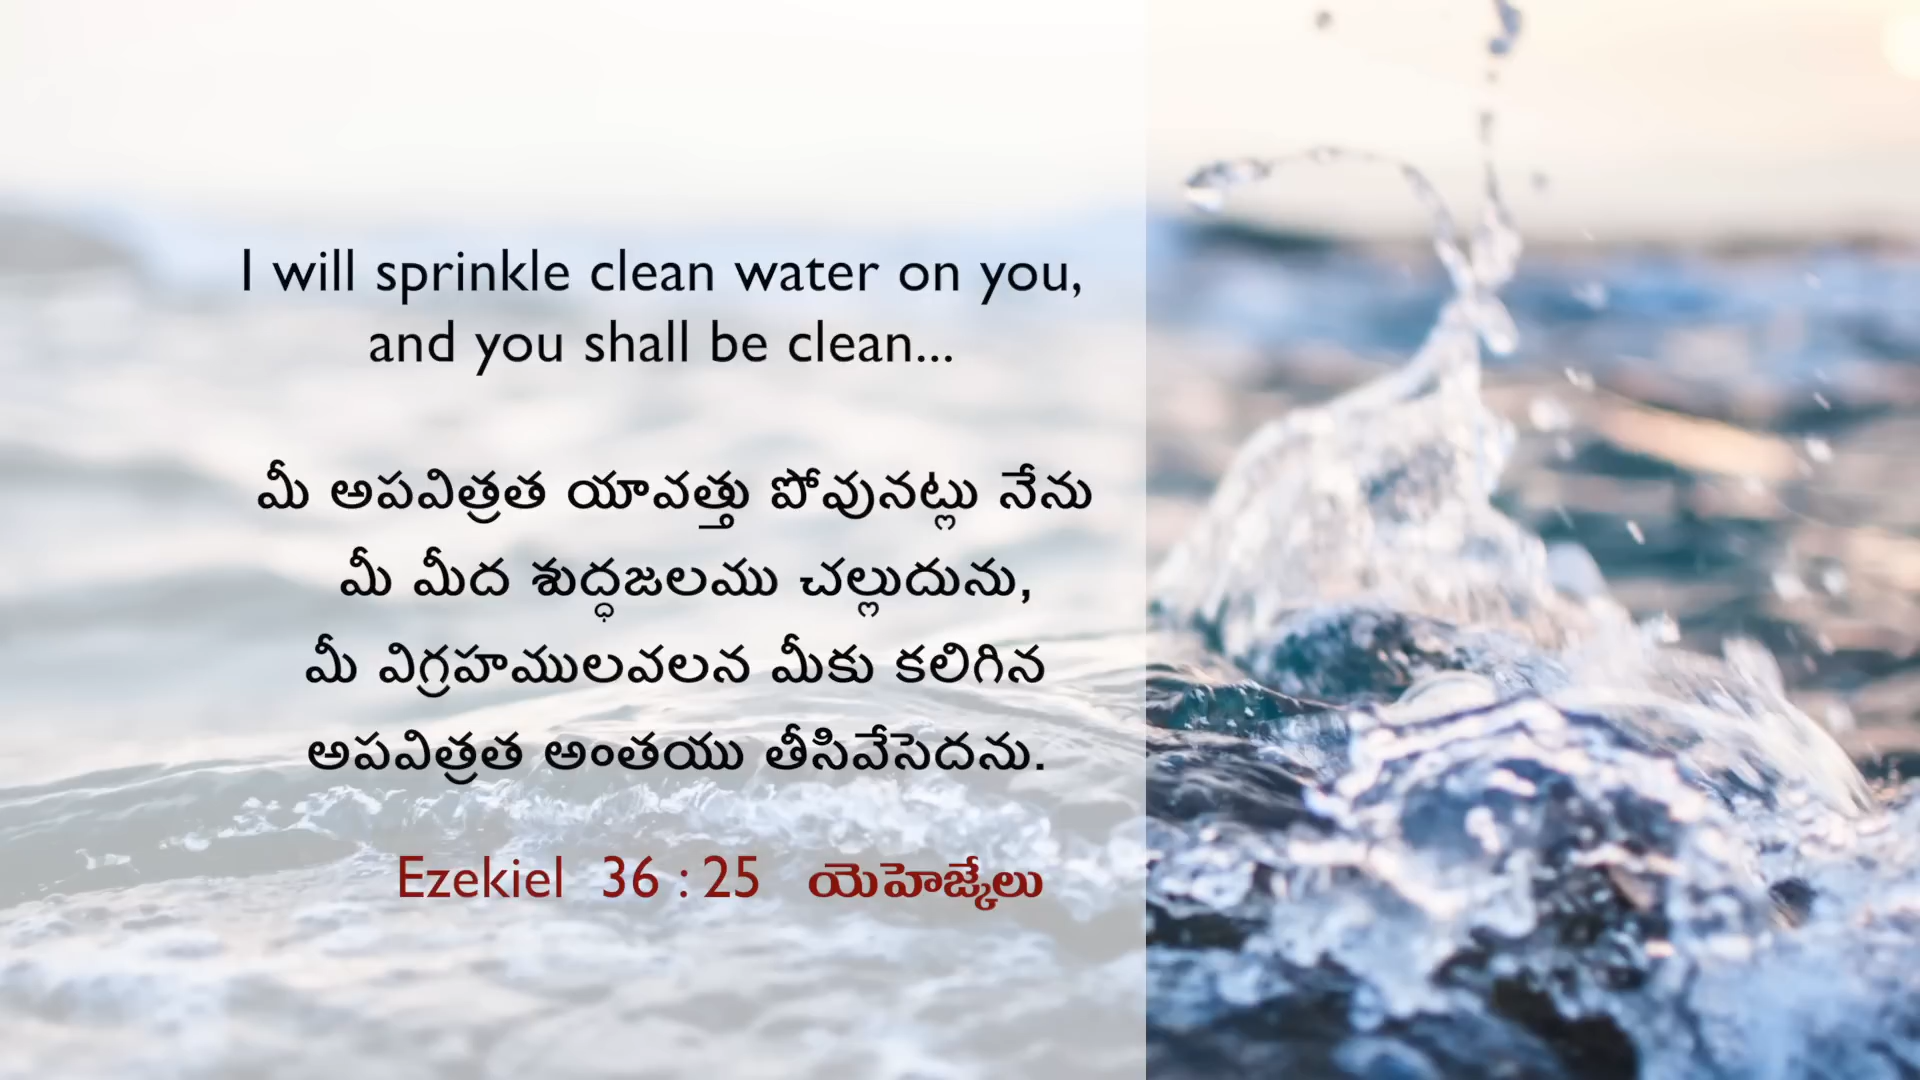 I will sprinkle clean water on you,
and you shall be clean...
మీ అపవిత్రత యావత్తు పోవునట్లు నేను
మీ మీద శుద్ధజలము చల్లుదును,
మీ విగ్రహములవలన మీకు కలిగిన
అపవిత్రత అంతయు తీసివేసెదను.
Ezekiel 36 : 25 యెహెజ్కేలు